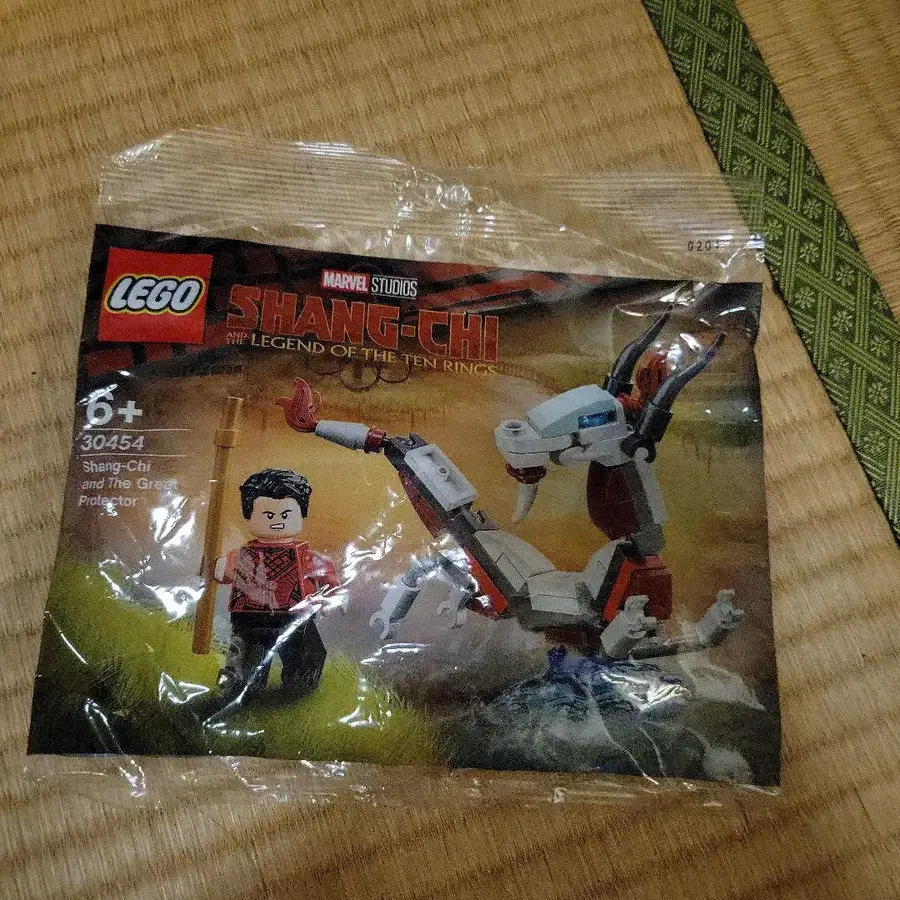 LEGO
MARVEL STUDIOS
SHANG-CHI
AND THE LEGEND OF THE TEN RINGS
6+
30454
Shang-Chi
and The Great
Protector